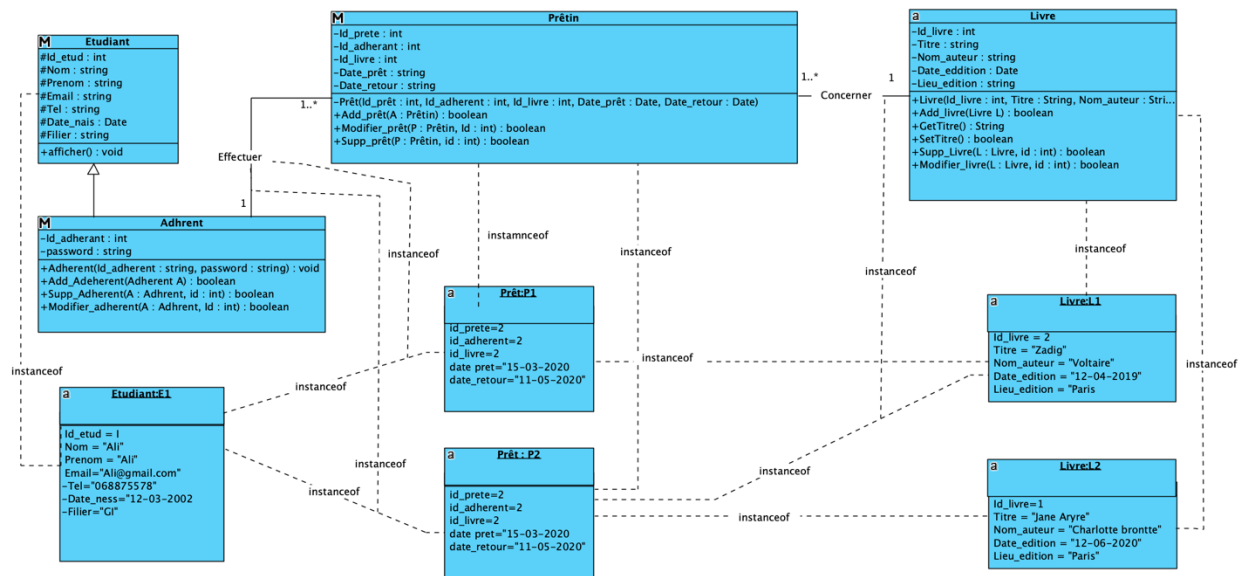 M
Etudiant
#Id_etud : int
#Nom : string
#Prenom : string
#Email : string
#Tel : string
#Date_nais : Date
#Filier : string
+afficher() : void
M
Prêtin
-Id_prete : int
-Id_adherant : int
-Id_livre : int
-Date_prêt : string
-Date_retour : string
-Prêt(Id_prêt : int, Id_adherent : int, Id_livre : int, Date_prêt : Date, Date_retour : Date)
+Add_prêt(A : Prêtin) : boolean
+Modifier_prêt(P : Prêtin, Id : int) : boolean
+Supp_prêt(P : Prêtin, id : int) : boolean
a
Livre
-Id_livre : int
-Titre : string
-Nom_auteur : string
-Date_eddition : Date
-Lieu_edition : string
+Livre(Id_livre : int, Titre : String, Nom_auteur : Stri...
+Add_livre(Livre L) : boolean
+GetTitre() : String
+SetTitre() : boolean
+Supp_Livre(L : Livre, id : int) : boolean
+Modifier_livre(L : Livre, id : int) : boolean
1..*
Concerner
1
1..*
Effectuer
1
M
Adhrent
-Id_adherant : int
-password : string
+Adherent(Id_adherent : string, password : string) : void
+Add_Adeherent(Adherent A) : boolean
+Supp_Adherent(A : Adhrent, id : int) : boolean
+Modifier_adherent(A : Adhrent, Id : int) : boolean
instamnceof
instanceof
instanceof
instanceof
instanceof
a
Prêt:P1
id_prete=2
id_adherent=2
id_livre=2
date pret="15-03-2020
date_retour="11-05-2020"
a
Livre:L1
Id_livre = 2
Titre = "Zadig"
Nom_auteur = "Voltaire"
Date_edition = "12-04-2019"
Lieu_edition = "Paris
instanceof
instanceof
instanceof
instanceof
a
Etudiant:E1
Id_etud = I
Nom = "Ali"
Prenom = "Ali"
Email="Ali@gmail.com"
-Tel="068875578"
-Date_ness="12-03-2002
-Filier="GI"
instanceof
instanceof
a
Prêt : P2
id_prete=2
id_adherent=2
id_livre=2
date pret="15-03-2020
date_retour="11-05-2020"
instanceof
a
Livre:L2
Id_livre=1
Titre = "Jane Aryre"
Nom_auteur = "Charlotte brontte"
Date_edition = "12-06-2020"
Lieu_edition = "Paris"